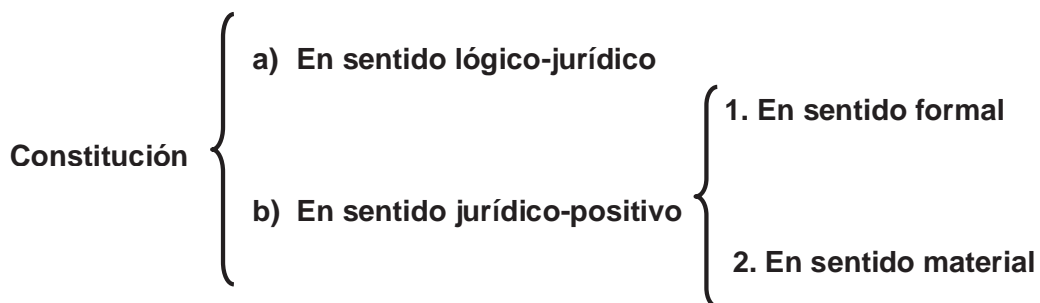 Constitución
a) En sentido lógico-jurídico
b) En sentido jurídico-positivo
1. En sentido formal
2. En sentido material